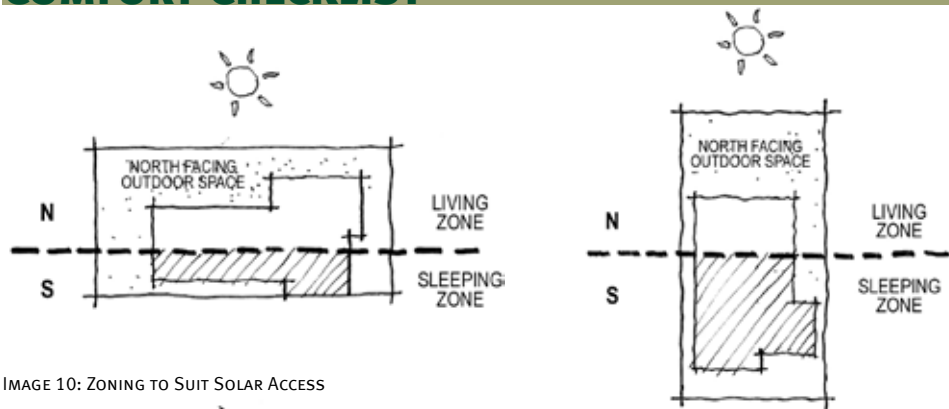 COMFORT CHECKLIST
NORTH FACING
OUTDOOR SPACE
N
LIVING
ZONE
S
SLEEPING
ZONE
NORTH FACING
OUTDOOR SPACE
N
LIVING
ZONE
S
SLEEPING
ZONE
IMAGE 10: ZONING TO SUIT SOLAR ACCESS